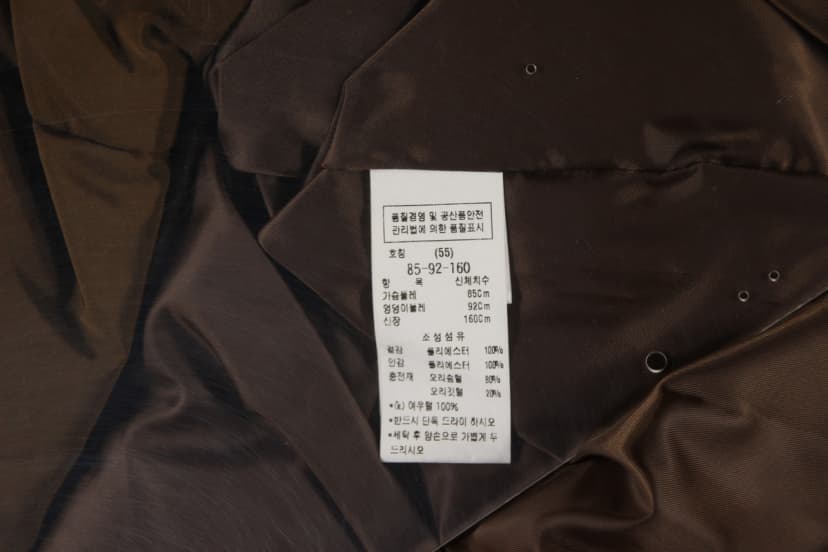 품질경영 및 공산품안전
관리법에 의한 품질표시
호칭 (55)
85-92-160
항 목 신체치수
가슴둘레 85Cm
엉덩이둘레 92Cm
신장 160Cm
소성섬유
겉감 폴리에스터 100%
안감 폴리에스터 100%
충전재 오리솜털 80%
오리깃털 20%
*(k) 여우털 100%
*반드시 단독 드라이 하시오
*세탁 후 양손으로 가볍게 두
드리시오